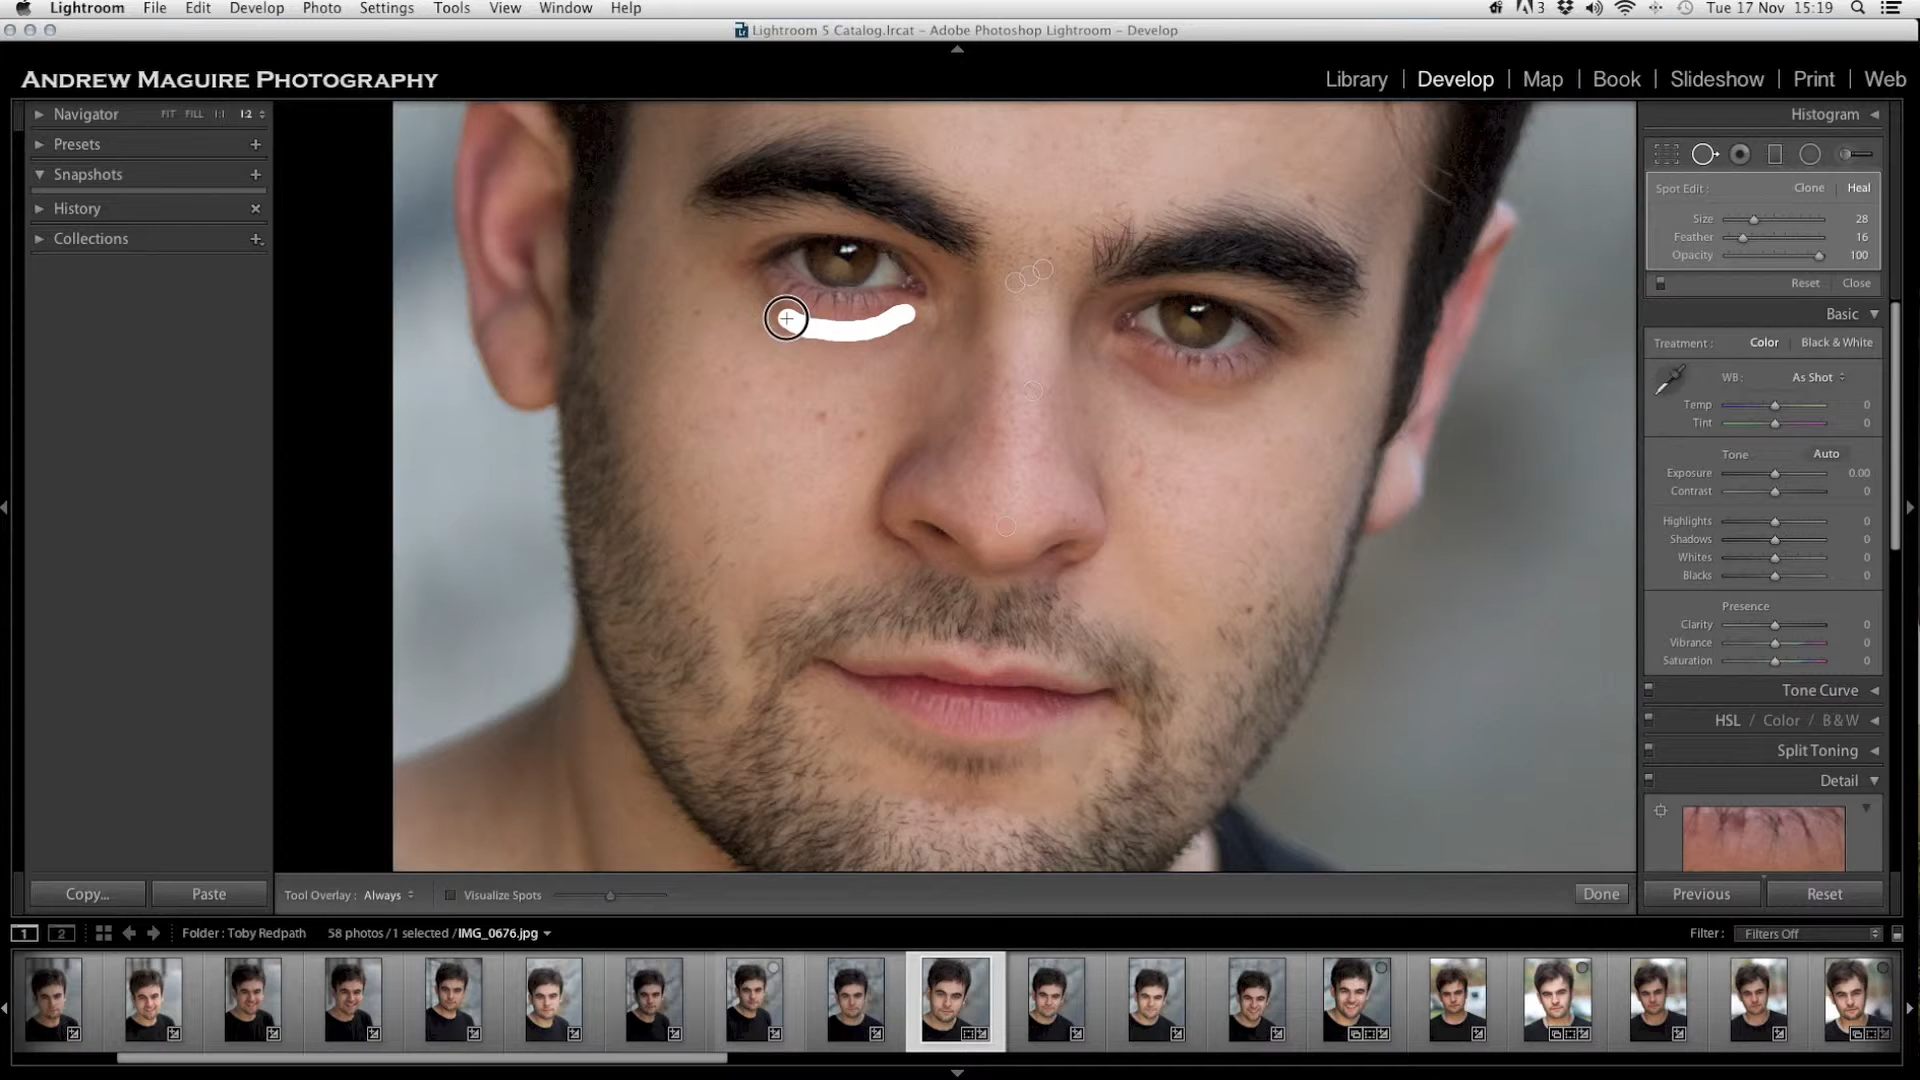 Lightroom File Edit Develop Photo Settings Tools View Window Help 3 Tue 17 Nov 15:19
Lightroom 5 Catalog.lrcat – Adobe Photoshop Lightroom – Develop
ANDREW MAGUIRE PHOTOGRAPHY
Library | Develop | Map | Book | Slideshow | Print | Web
Navigator FIT FILL 1:1 1:2
Presets
Snapshots
History
Collections
Histogram
Spot Edit : Clone | Heal
Size 28
Feather 16
Opacity 100
Reset Close
Basic
Treatment : Color Black & White
WB: As Shot
Temp 0
Tint 0
Tone Auto
Exposure 0.00
Contrast 0
Highlights 0
Shadows 0
Whites 0
Blacks 0
Presence
Clarity 0
Vibrance 0
Saturation 0
Tone Curve
HSL / Color / B&W
Split Toning
Detail
Copy... Paste
Tool Overlay : Always Visualize Spots Done
Previous Reset
1 2 Folder : Toby Redpath 58 photos / 1 selected / IMG_0676.jpg Filter : Filters Off